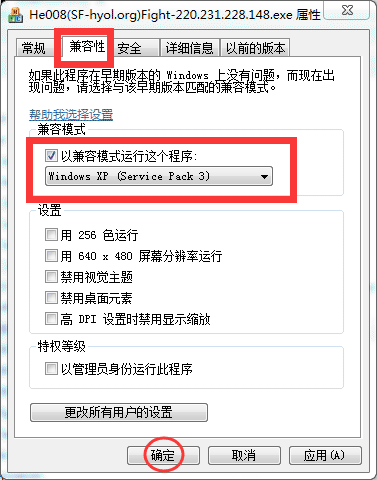 He008(SF-hyol.org)Fight-220.231.228.148.exe 属性
常规 兼容性 安全 详细信息 以前的版本
如果此程序在早期版本的 Windows 上没有问题，而现在出
现问题，请选择与该早期版本匹配的兼容模式。
帮助我选择设置
兼容模式
以兼容模式运行这个程序:
Windows XP (Service Pack 3)
设置
用 256 色运行
用 640 x 480 屏幕分辨率运行
禁用视觉主题
禁用桌面元素
高 DPI 设置时禁用显示缩放
特权等级
以管理员身份运行此程序
更改所有用户的设置
确定 取消 应用(A)